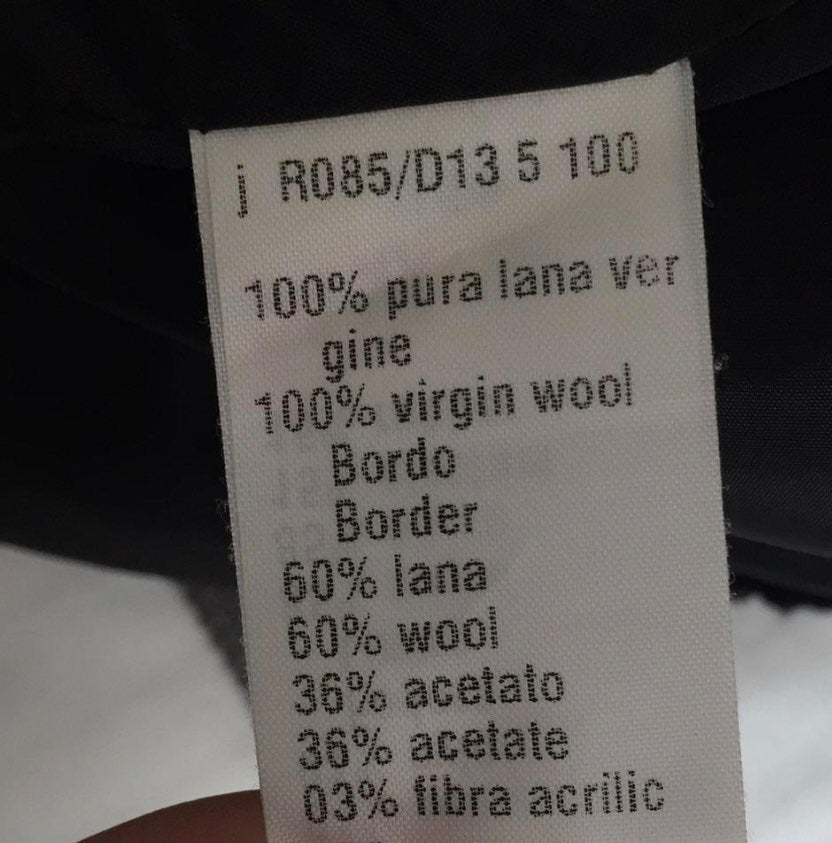 j R085/D13 5 100
100% pura lana ver
gine
100% virgin wool
Bordo
Border
60% lana
60% wool
36% acetato
36% acetate
03% fibra acrilic